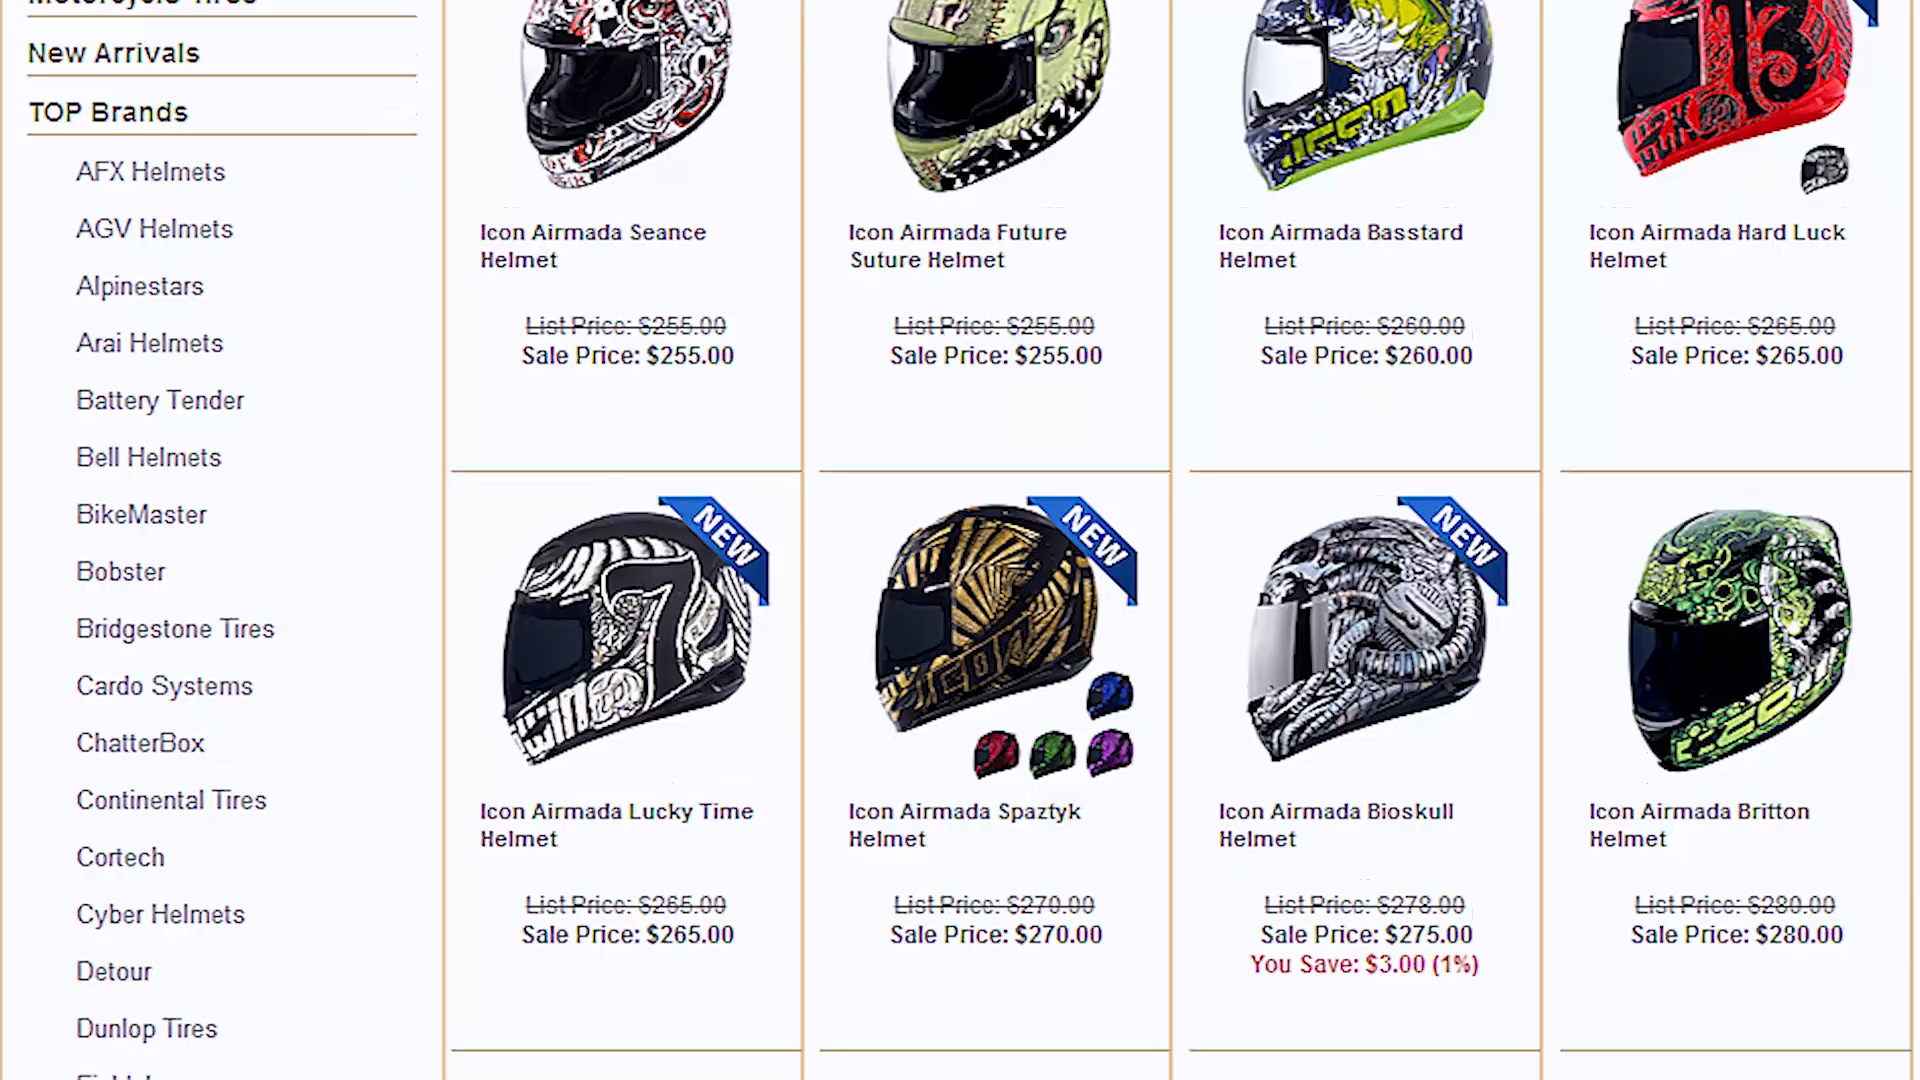 Motorcycle Tires
New Arrivals
TOP Brands
AFX Helmets
AGV Helmets
Alpinestars
Arai Helmets
Battery Tender
Bell Helmets
BikeMaster
Bobster
Bridgestone Tires
Cardo Systems
ChatterBox
Continental Tires
Cortech
Cyber Helmets
Detour
Dunlop Tires
icon
13
Icon Airmada Seance
Helmet
List Price: $255.00
Sale Price: $255.00
Icon Airmada Future
Suture Helmet
List Price: $255.00
Sale Price: $255.00
Icon Airmada Basstard
Helmet
List Price: $260.00
Sale Price: $260.00
Icon Airmada Hard Luck
Helmet
List Price: $265.00
Sale Price: $265.00
NEW
7
Icon Airmada Lucky Time
Helmet
List Price: $265.00
Sale Price: $265.00
NEW
icon
Icon Airmada Spaztyk
Helmet
List Price: $270.00
Sale Price: $270.00
NEW
Icon Airmada Bioskull
Helmet
List Price: $278.00
Sale Price: $275.00
You Save: $3.00 (1%)
icon
Icon Airmada Britton
Helmet
List Price: $280.00
Sale Price: $280.00